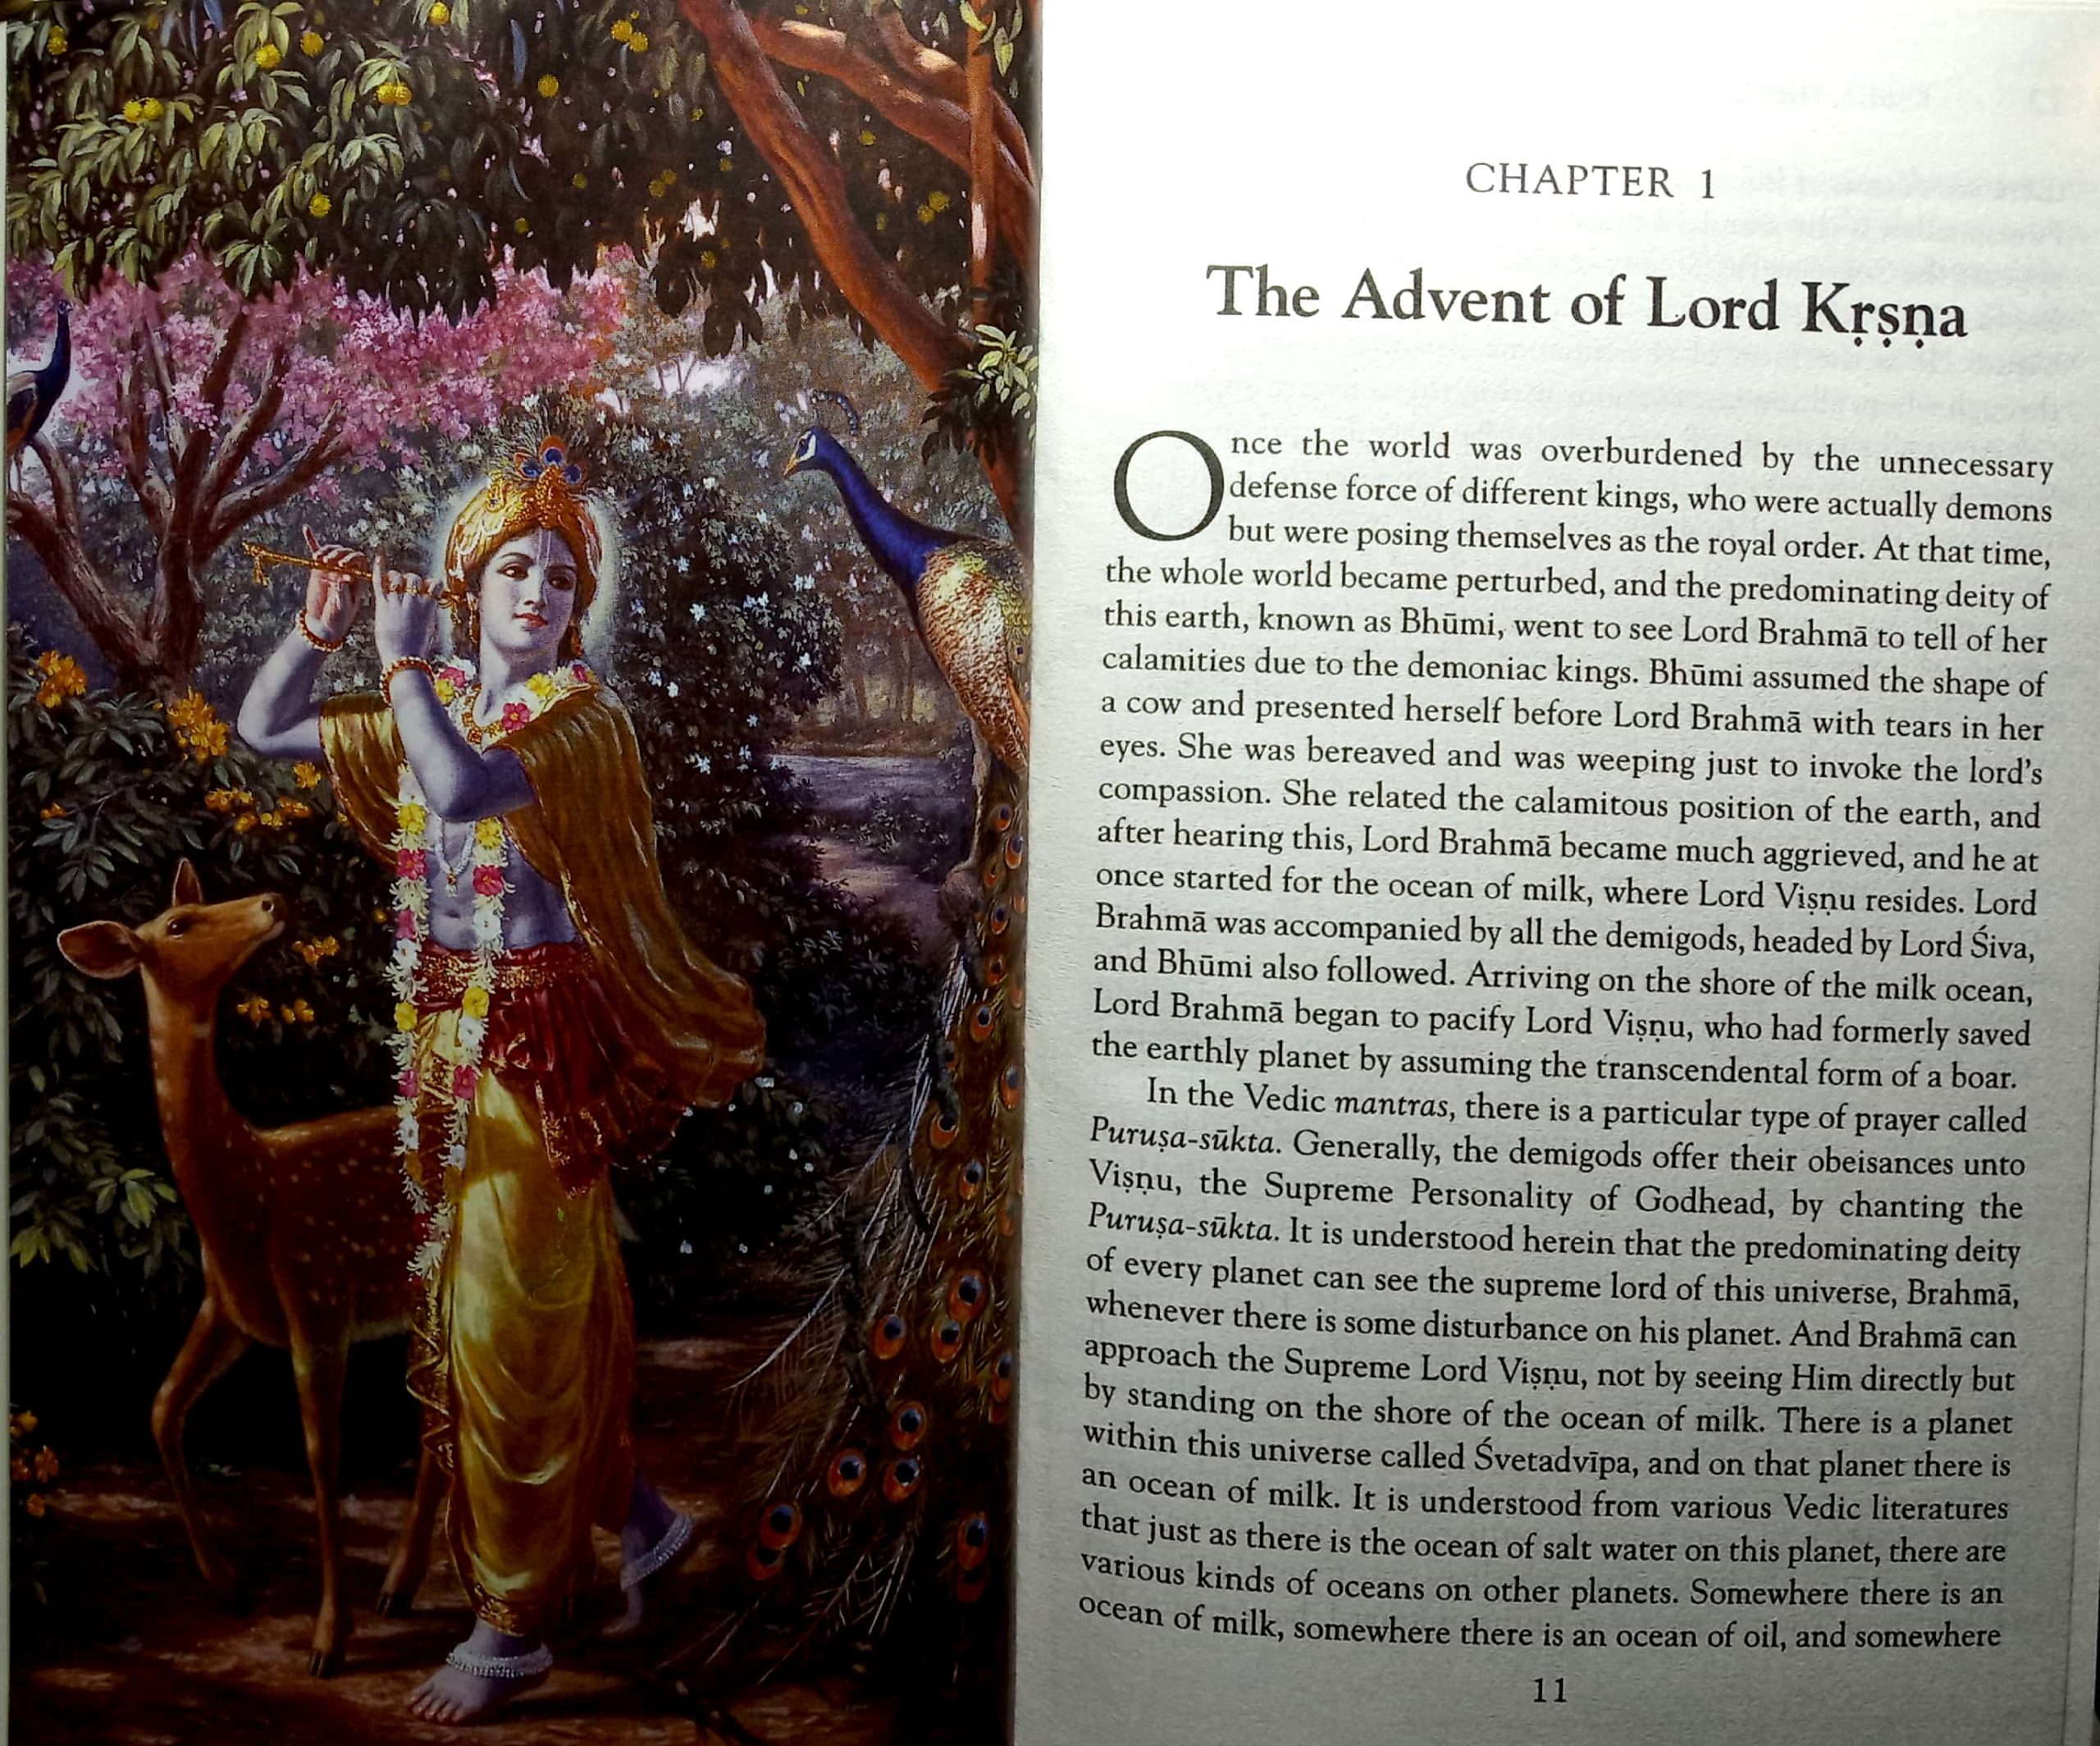 CHAPTER 1
The Advent of Lord Kṛṣṇa
Once the world was overburdened by the unnecessary
defense force of different kings, who were actually demons
but were posing themselves as the royal order. At that time,
the whole world became perturbed, and the predominating deity of
this earth, known as Bhūmi, went to see Lord Brahmā to tell of her
calamities due to the demoniac kings. Bhūmi assumed the shape of
a cow and presented herself before Lord Brahmā with tears in her
eyes. She was bereaved and was weeping just to invoke the lord's
compassion. She related the calamitous position of the earth, and
after hearing this, Lord Brahmā became much aggrieved, and he at
once started for the ocean of milk, where Lord Viṣṇu resides. Lord
Brahmā was accompanied by all the demigods, headed by Lord Śiva,
and Bhūmi also followed. Arriving on the shore of the milk ocean,
Lord Brahmā began to pacify Lord Viṣṇu, who had formerly saved
the earthly planet by assuming the transcendental form of a boar.
In the Vedic mantras, there is a particular type of prayer called
Puruṣa-sūkta. Generally, the demigods offer their obeisances unto
Viṣṇu, the Supreme Personality of Godhead, by chanting the
Puruṣa-sūkta. It is understood herein that the predominating deity
of every planet can see the supreme lord of this universe, Brahmā,
whenever there is some disturbance on his planet. And Brahmā can
approach the Supreme Lord Viṣṇu, not by seeing Him directly but
by standing on the shore of the ocean of milk. There is a planet
within this universe called Śvetadvīpa, and on that planet there is
an ocean of milk. It is understood from various Vedic literatures
that just as there is the ocean of salt water on this planet, there are
various kinds of oceans on other planets. Somewhere there is an
ocean of milk, somewhere there is an ocean of oil, and somewhere
11